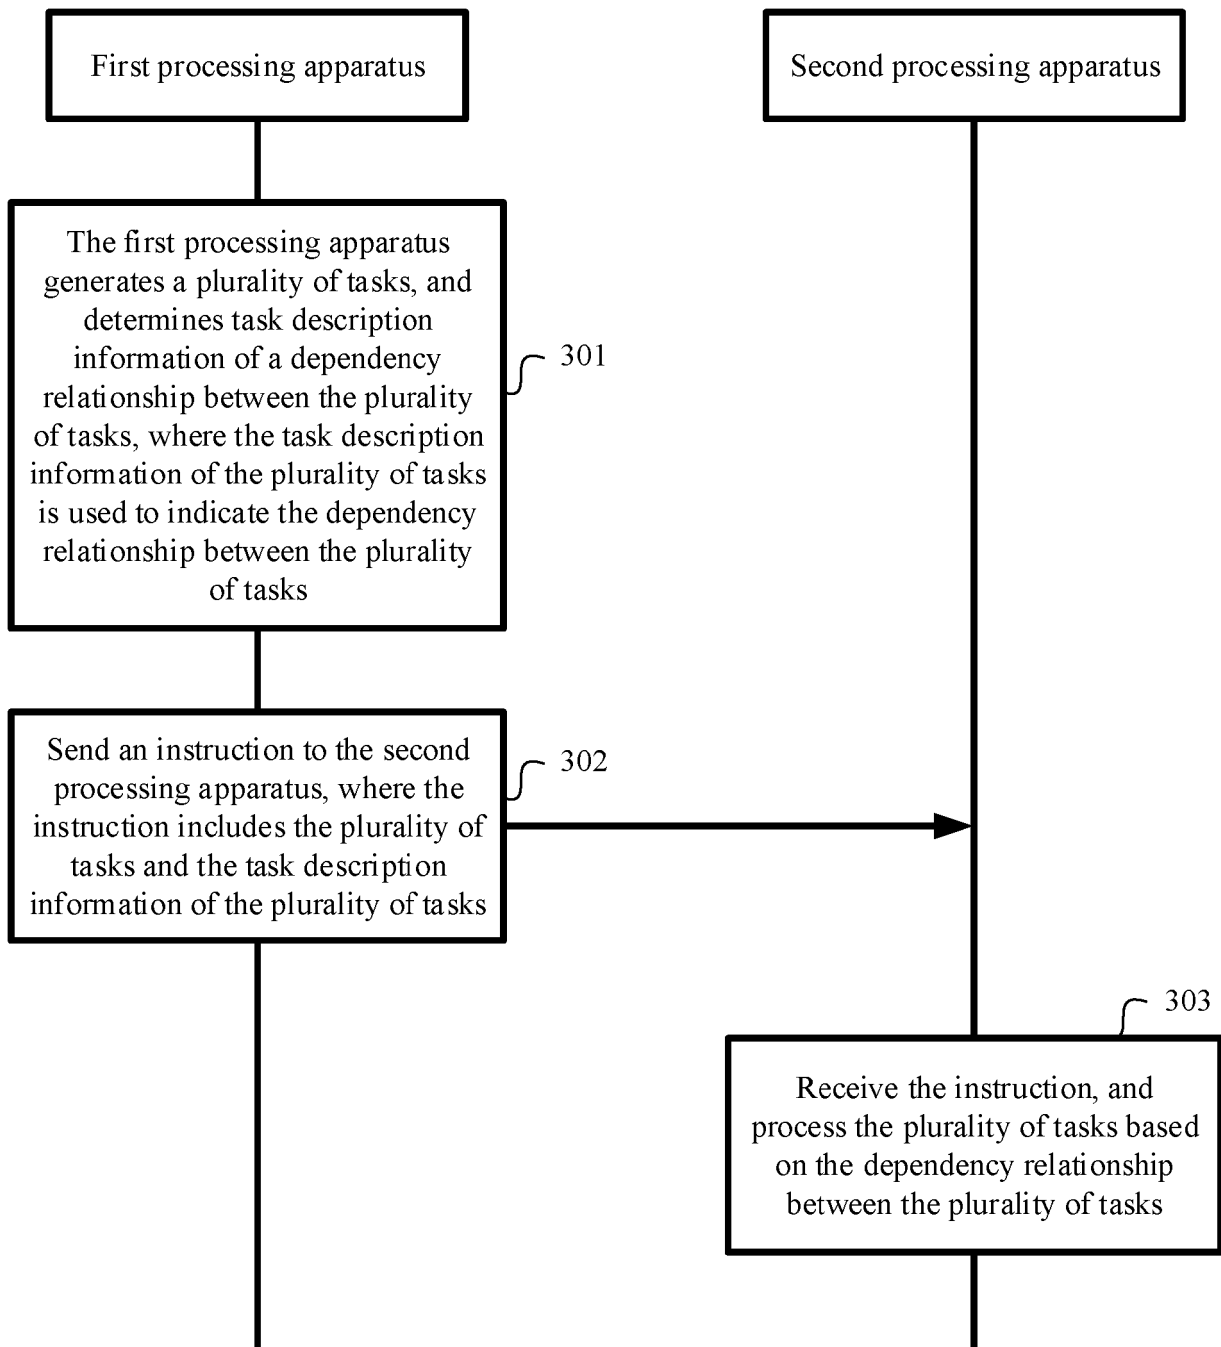 First processing apparatus
Second processing apparatus
The first processing apparatus
generates a plurality of tasks, and
determines task description
information of a dependency
relationship between the plurality
of tasks, where the task description
information of the plurality of tasks
is used to indicate the dependency
relationship between the plurality
of tasks
301
Send an instruction to the second
processing apparatus, where the
instruction includes the plurality of
tasks and the task description
information of the plurality of tasks
302
303
Receive the instruction, and
process the plurality of tasks based
on the dependency relationship
between the plurality of tasks